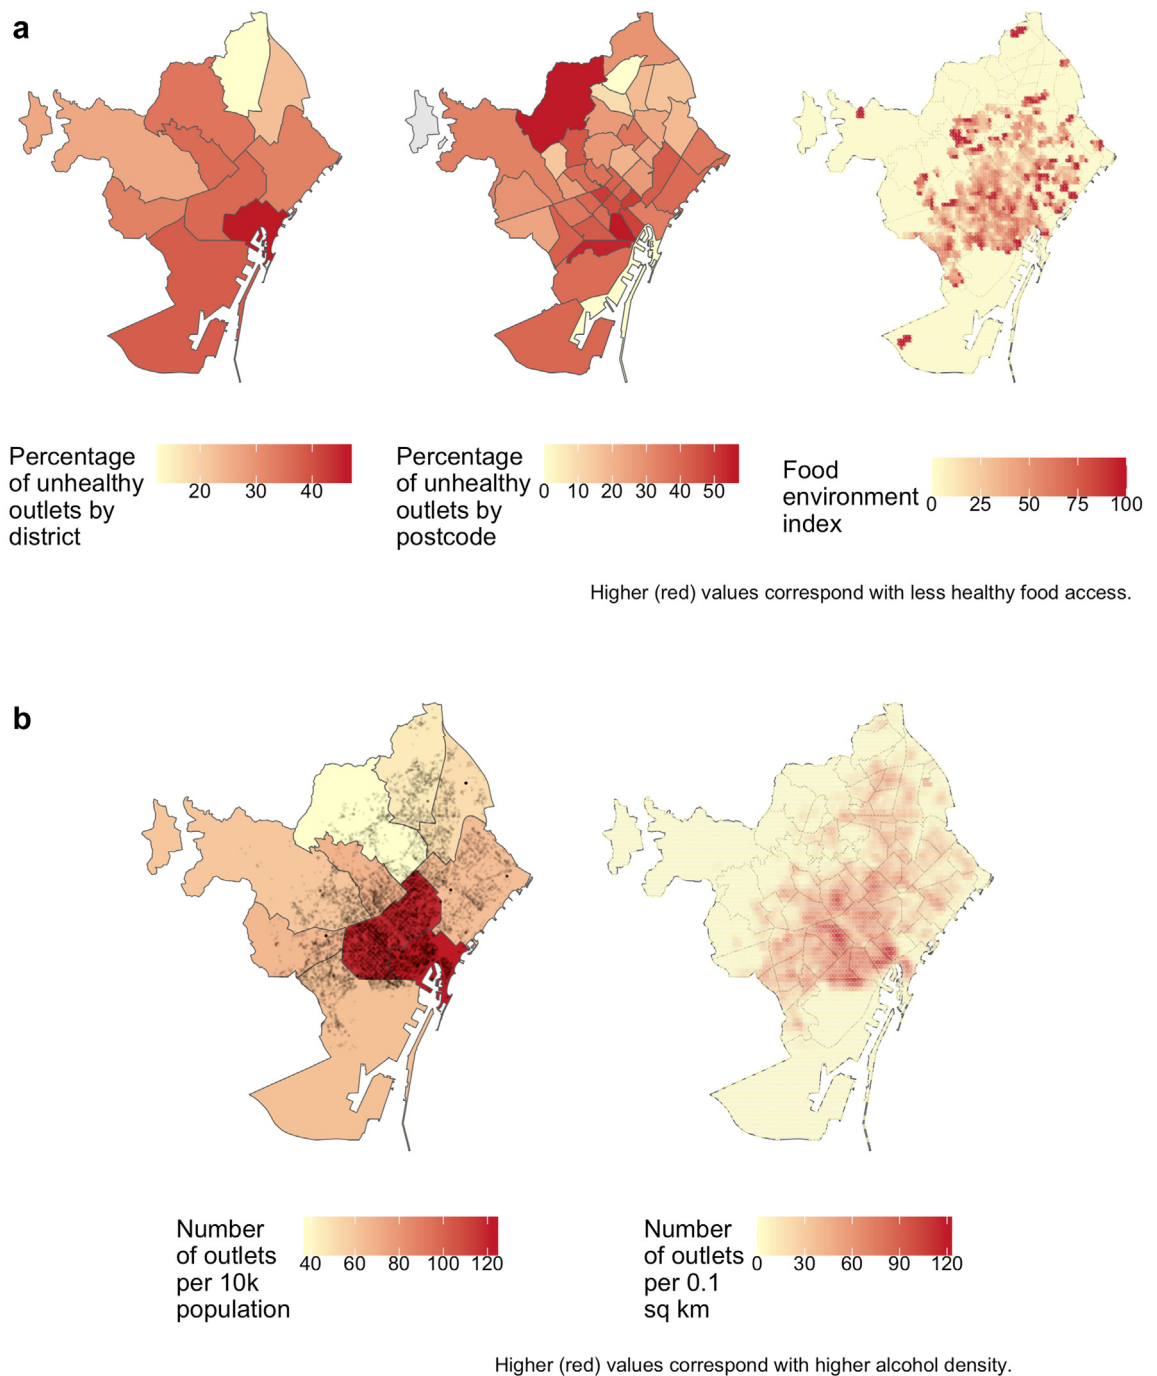 a
Percentage
of unhealthy
outlets by
district
20 30 40
Percentage
of unhealthy
outlets by
postcode
0 10 20 30 40 50
Food
environment
index
0 25 50 75 100
Higher (red) values correspond with less healthy food access.
b
Number
of outlets
per 10k
population
40 60 80 100 120
Number
of outlets
per 0.1
sq km
0 30 60 90 120
Higher (red) values correspond with higher alcohol density.